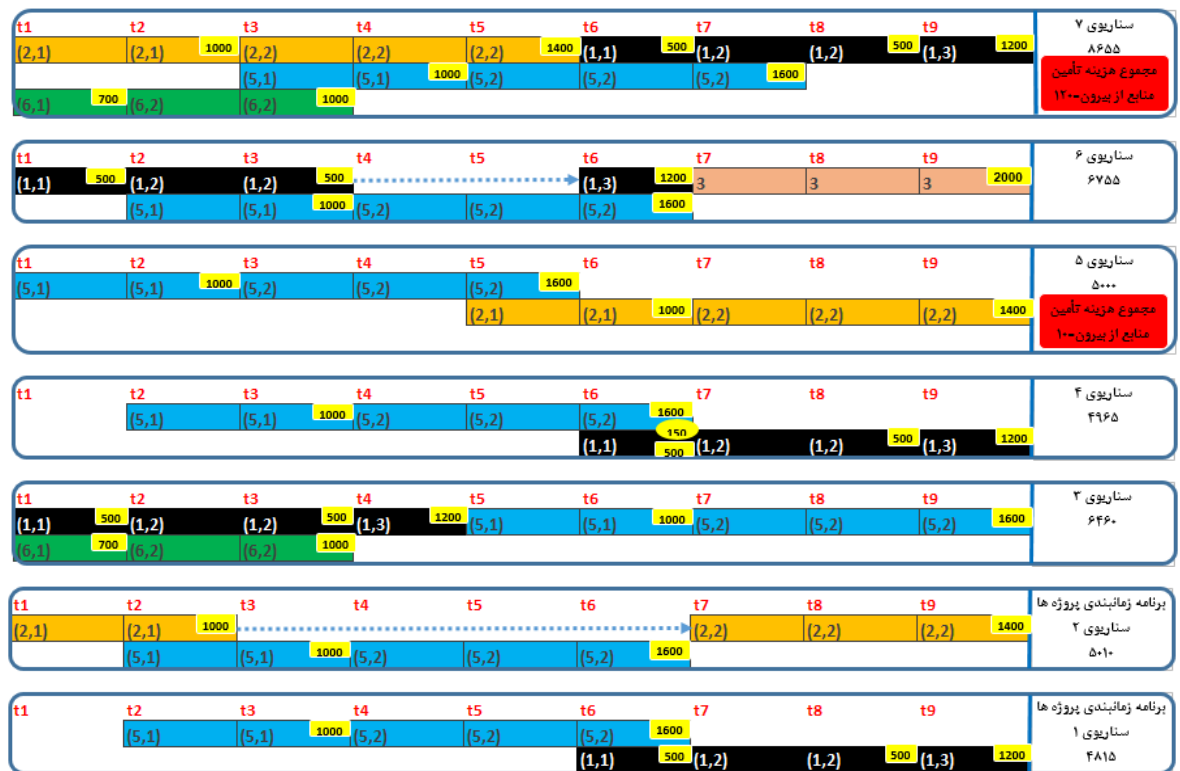 t1 t2 t3 t4 t5 t6 t7 t8 t9 سناریوی ۷
(2,1) (2,1) 1000 (2,2) (2,2) (2,2) 1400 (1,1) 500 (1,2) (1,2) 500 (1,3) 1200 ۸۶۵۵
(5,1) (5,1) 1000 (5,2) (5,2) (5,2) 1600 مجموع هزینه تأمین
(6,1) 700 (6,2) (6,2) 1000 منابع از بیرون=۱۲۰
t1 t2 t3 t4 t5 t6 t7 t8 t9 سناریوی ۶
(1,1) 500 (1,2) (1,2) 500 (1,3) 1200 3 3 3 2000 ۶۷۵۵
(5,1) (5,1) 1000 (5,2) (5,2) (5,2) 1600
t1 t2 t3 t4 t5 t6 t7 t8 t9 سناریوی ۵
(5,1) (5,1) 1000 (5,2) (5,2) (5,2) 1600 ۵۰۰۰
(2,1) (2,1) 1000 (2,2) (2,2) (2,2) 1400 مجموع هزینه تأمین
منابع از بیرون=۱۰
t1 t2 t3 t4 t5 t6 t7 t8 t9 سناریوی ۴
(5,1) (5,1) 1000 (5,2) (5,2) (5,2) 1600 ۴۹۶۵
150
(1,1) 500 (1,2) (1,2) 500 (1,3) 1200
t1 t2 t3 t4 t5 t6 t7 t8 t9 سناریوی ۳
(1,1) 500 (1,2) (1,2) 500 (1,3) 1200 (5,1) (5,1) 1000 (5,2) (5,2) (5,2) 1600 ۶۴۶۰
(6,1) 700 (6,2) (6,2) 1000
t1 t2 t3 t4 t5 t6 t7 t8 t9 برنامه زمانبندی پروژه ها
(2,1) (2,1) 1000 (2,2) (2,2) (2,2) 1400 سناریوی ۲
(5,1) (5,1) 1000 (5,2) (5,2) (5,2) 1600 ۵۰۱۰
t1 t2 t3 t4 t5 t6 t7 t8 t9 برنامه زمانبندی پروژه ها
(5,1) (5,1) 1000 (5,2) (5,2) (5,2) 1600 سناریوی ۱
(1,1) 500 (1,2) (1,2) 500 (1,3) 1200 ۴۸۱۵